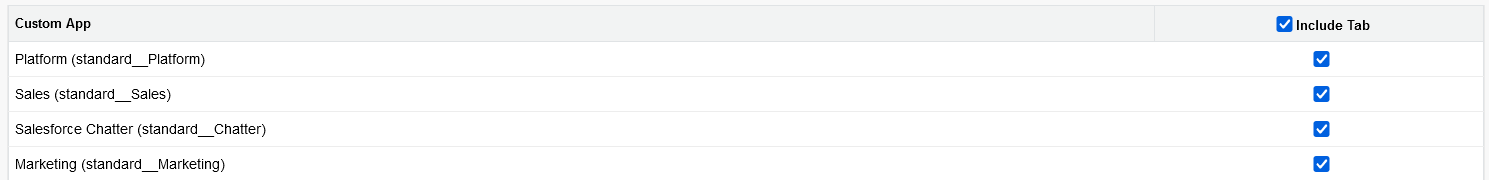 Custom App Include Tab
Platform (standard__Platform)
Sales (standard__Sales)
Salesforce Chatter (standard__Chatter)
Marketing (standard__Marketing)